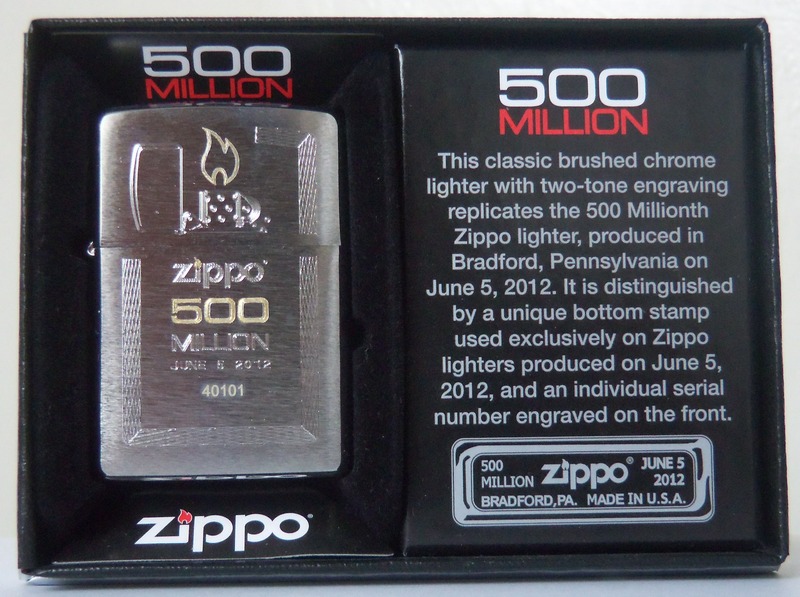 500
MILLION
zippo
500
MILLION
JUNE 5 2012
40101
zippo®
500
MILLION
This classic brushed chrome
lighter with two-tone engraving
replicates the 500 Millionth
Zippo lighter, produced in
Bradford, Pennsylvania on
June 5, 2012. It is distinguished
by a unique bottom stamp
used exclusively on Zippo
lighters produced on June 5,
2012, and an individual serial
number engraved on the front.
500 MILLION zippo® JUNE 5 2012
BRADFORD,PA. MADE IN U.S.A.